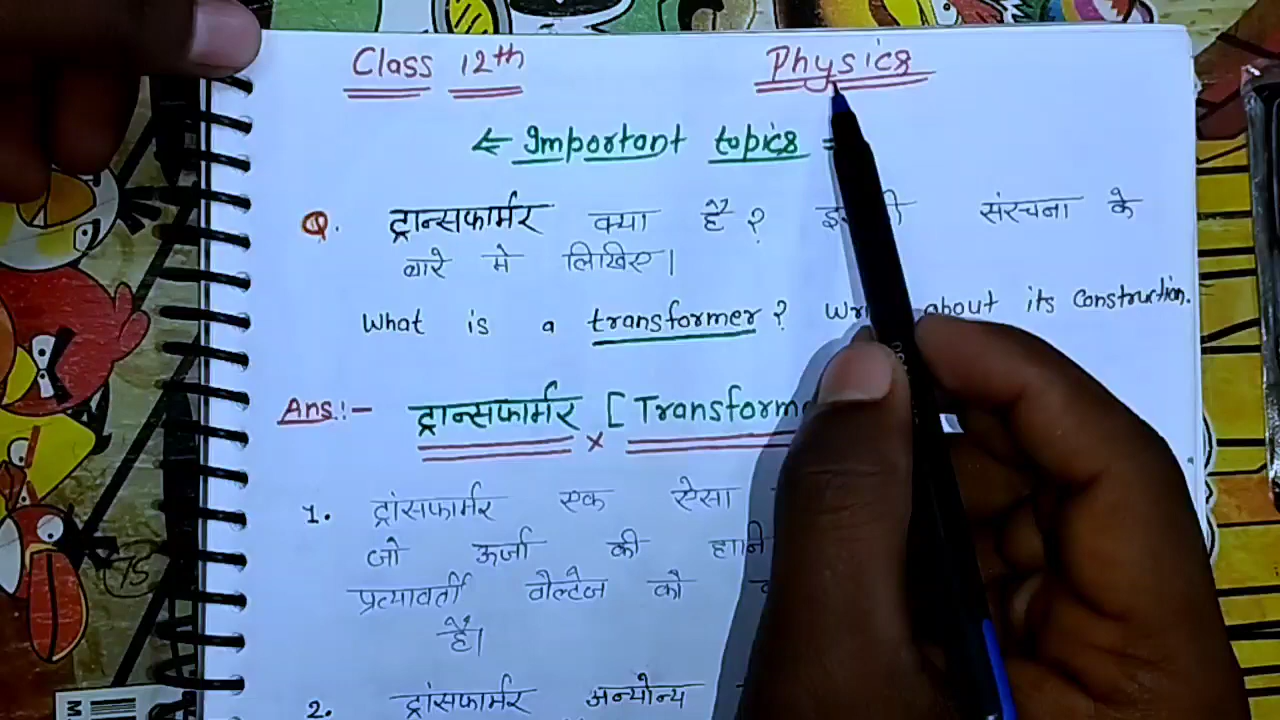 Class 12th Physics
← Important topics
Q. ट्रान्सफार्मर क्या है ? संरचना के
बारे मे लिखिए।
What is a transformer? about its construction.
Ans:- ट्रान्सफार्मर [Transform
1. ट्रांसफार्मर एक ऐसा
जो ऊर्जा की हानि
प्रत्यावर्ती वोल्टेज को
है।
2. ट्रांसफार्मर अन्योन्य